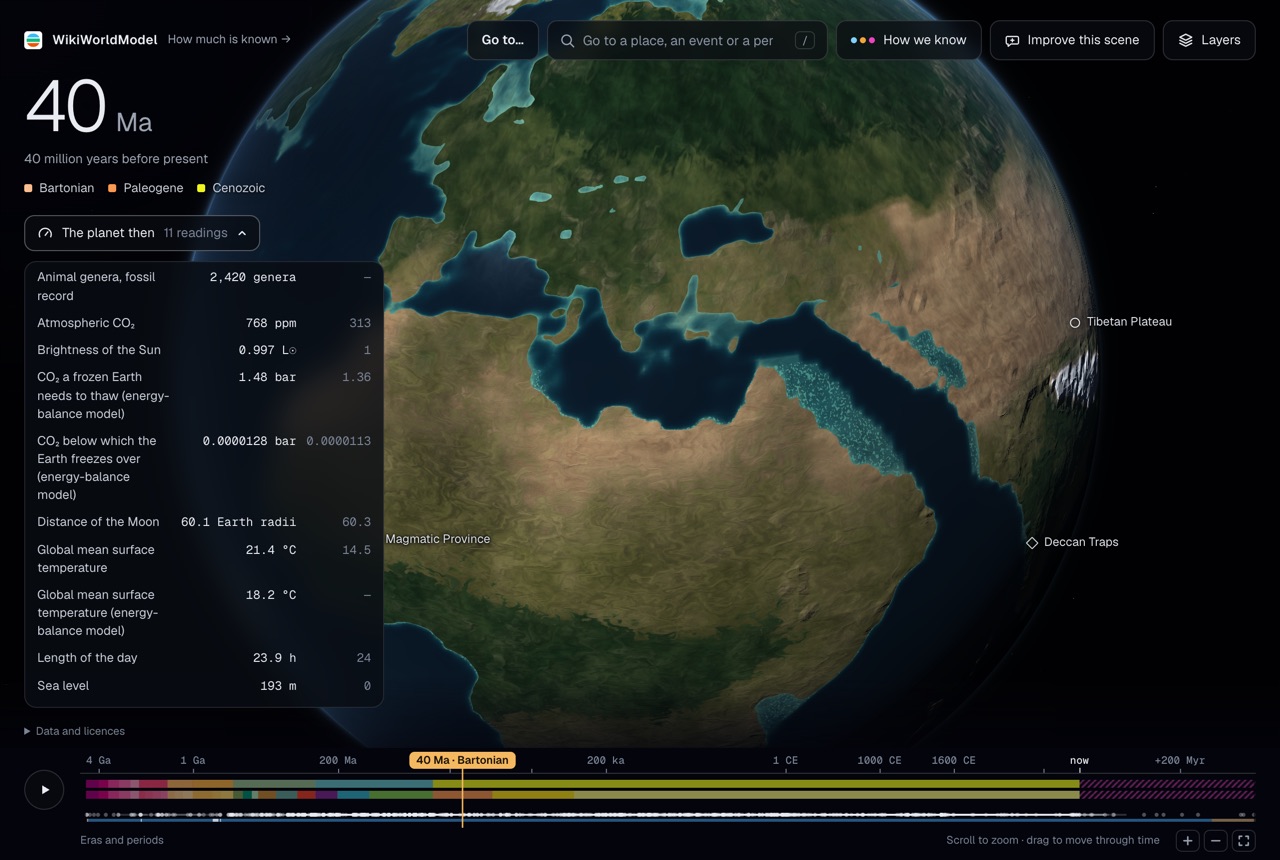 WikiWorldModel How much is known →
Go to... Go to a place, an event or a per / How we know Improve this scene Layers
40 Ma
40 million years before present
Bartonian Paleogene Cenozoic
The planet then 11 readings
Animal genera, fossil record 2,420 genera –
Atmospheric CO₂ 768 ppm 313
Brightness of the Sun 0.997 L☉ 1
CO₂ a frozen Earth needs to thaw (energy-balance model) 1.48 bar 1.36
CO₂ below which the Earth freezes over (energy-balance model) 0.0000128 bar 0.0000113
Distance of the Moon 60.1 Earth radii 60.3
Global mean surface temperature 21.4 °C 14.5
Global mean surface temperature (energy-balance model) 18.2 °C –
Length of the day 23.9 h 24
Sea level 193 m 0
Tibetan Plateau
Magmatic Province
Deccan Traps
Data and licences
4 Ga 1 Ga 200 Ma 40 Ma · Bartonian 200 ka 1 CE 1000 CE 1600 CE now +200 Myr
Eras and periods
Scroll to zoom · drag to move through time